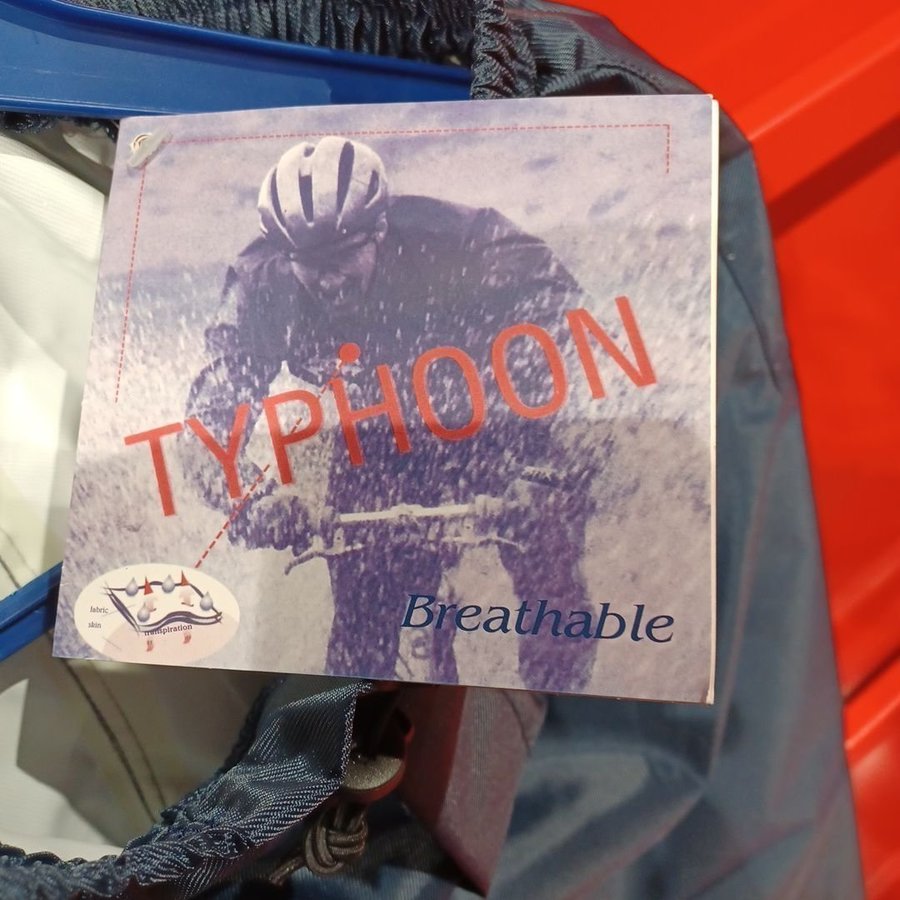 TYPHOON
fabric
skin
transpiration
Breathable